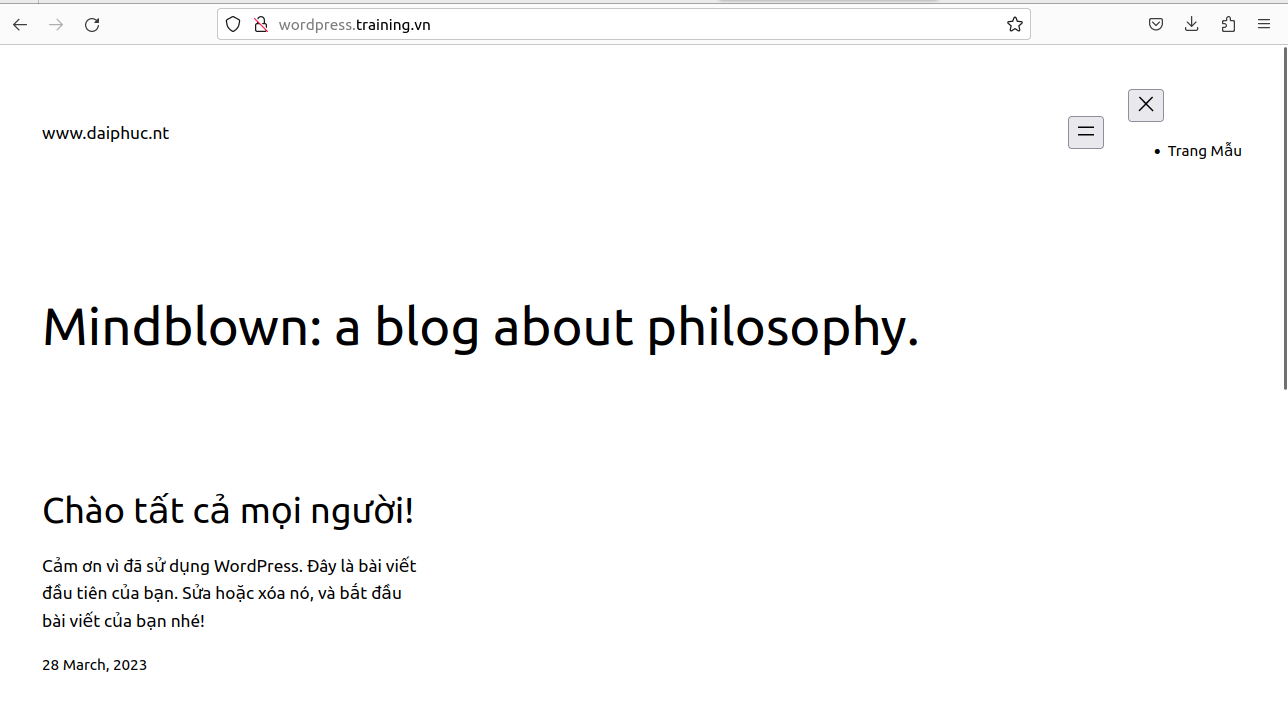 wordpress.training.vn
www.daiphuc.nt
Trang Mẫu
Mindblown: a blog about philosophy.
Chào tất cả mọi người!
Cảm ơn vì đã sử dụng WordPress. Đây là bài viết
đầu tiên của bạn. Sửa hoặc xóa nó, và bắt đầu
bài viết của bạn nhé!
28 March, 2023